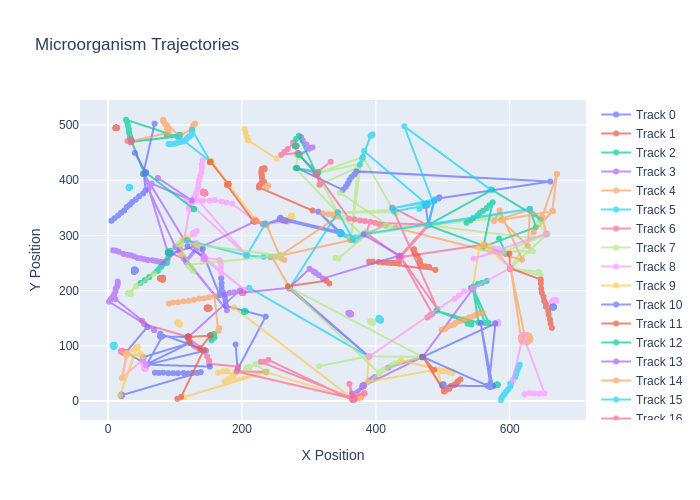 Microorganism Trajectories
500
400
300
200
100
0
0
200
400
600
Y Position
X Position
Track 0
Track 1
Track 2
Track 3
Track 4
Track 5
Track 6
Track 7
Track 8
Track 9
Track 10
Track 11
Track 12
Track 13
Track 14
Track 15
Track 16